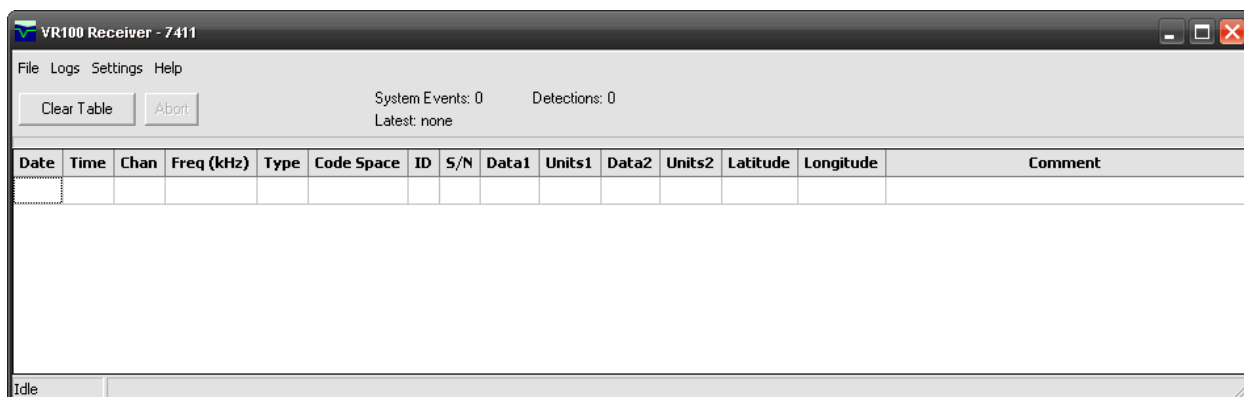 VR100 Receiver - 7411
File Logs Settings Help
Clear Table Abort System Events: 0 Detections: 0
Latest: none
Date Time Chan Freq (kHz) Type Code Space ID S/N Data1 Units1 Data2 Units2 Latitude Longitude Comment
Idle